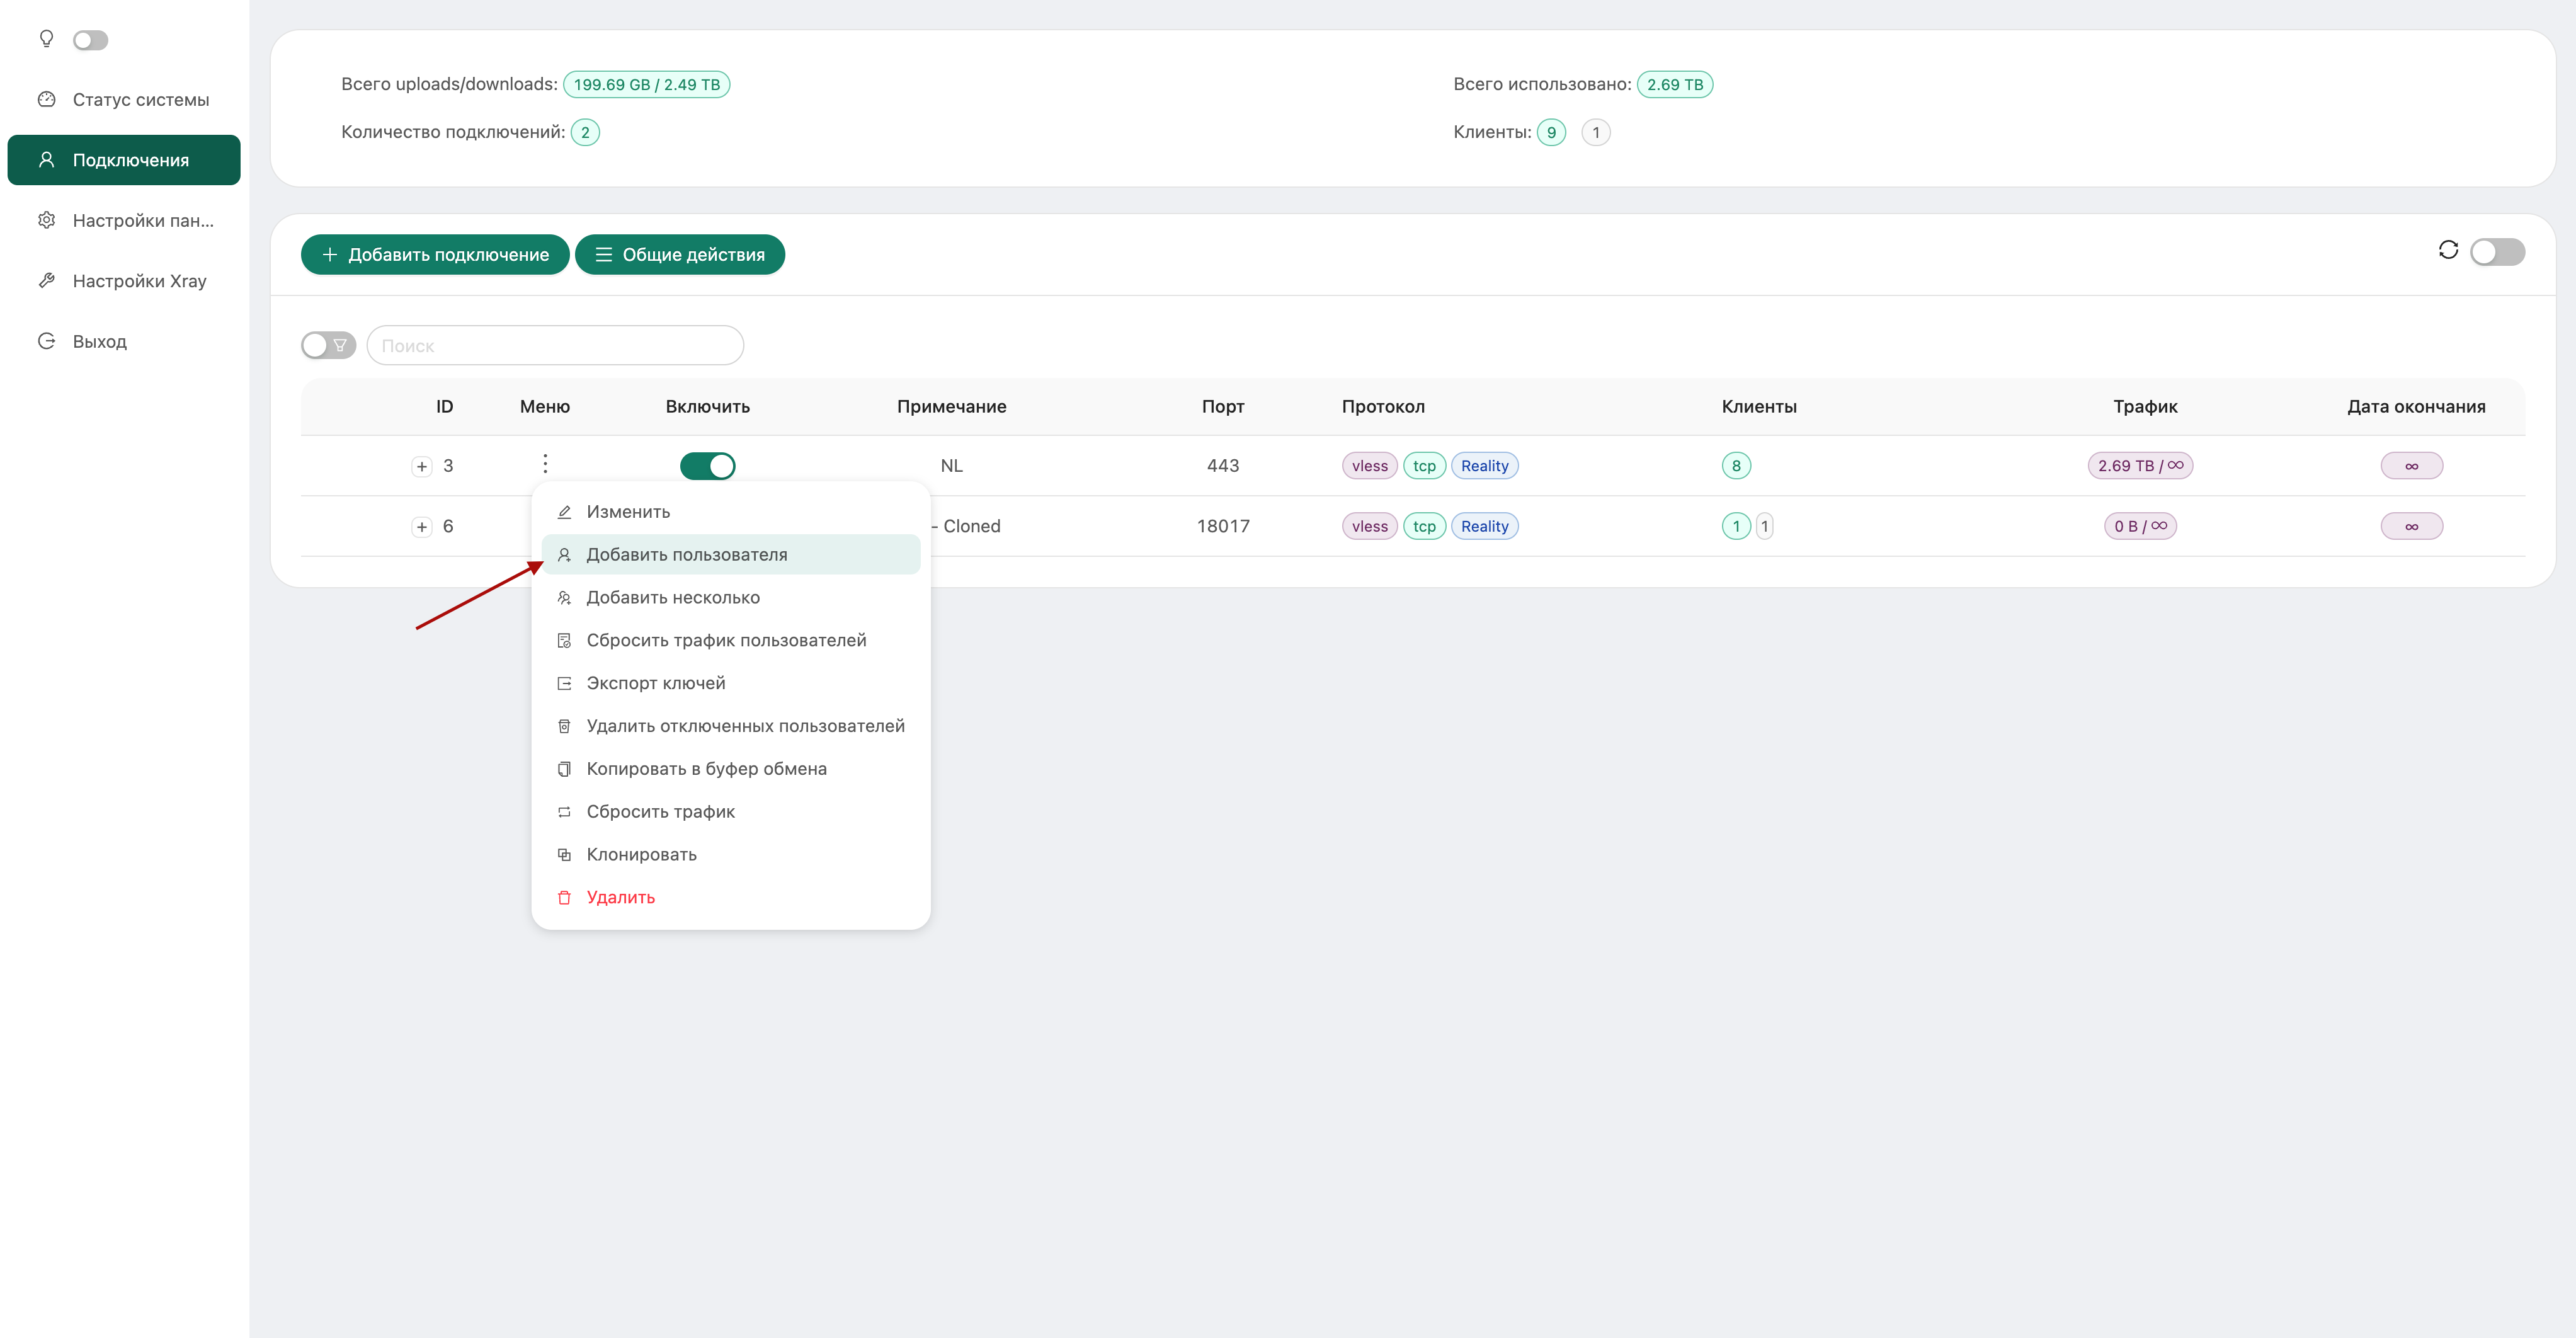 Статус системы
Подключения
Настройки пан...
Настройки Xray
Выход
Всего uploads/downloads: 199.69 GB / 2.49 TB
Всего использовано: 2.69 TB
Количество подключений: 2
Клиенты: 9 1
Добавить подключение
Общие действия
Поиск
ID Меню Включить Примечание Порт Протокол Клиенты Трафик Дата окончания
3 NL 443 vless tcp Reality 8 2.69 TB / ∞ ∞
6 - Cloned 18017 vless tcp Reality 1 1 0 B / ∞ ∞
Изменить
Добавить пользователя
Добавить несколько
Сбросить трафик пользователей
Экспорт ключей
Удалить отключенных пользователей
Копировать в буфер обмена
Сбросить трафик
Клонировать
Удалить